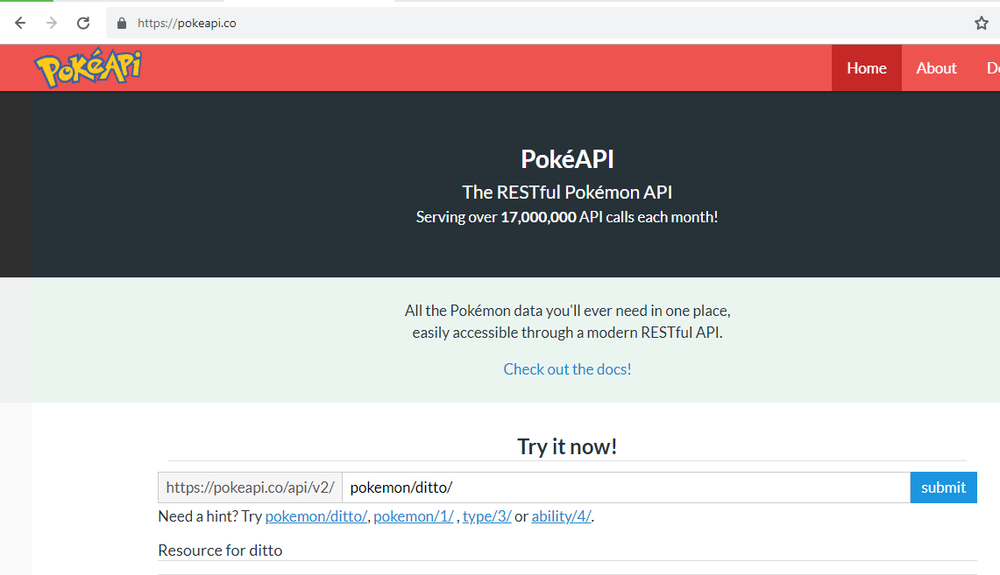 https://pokeapi.co
PokéAPi
Home
About
PokéAPI
The RESTful Pokémon API
Serving over 17,000,000 API calls each month!
All the Pokémon data you'll ever need in one place,
easily accessible through a modern RESTful API.
Check out the docs!
Try it now!
https://pokeapi.co/api/v2/ pokemon/ditto/ submit
Need a hint? Try pokemon/ditto/, pokemon/1/ , type/3/ or ability/4/.
Resource for ditto